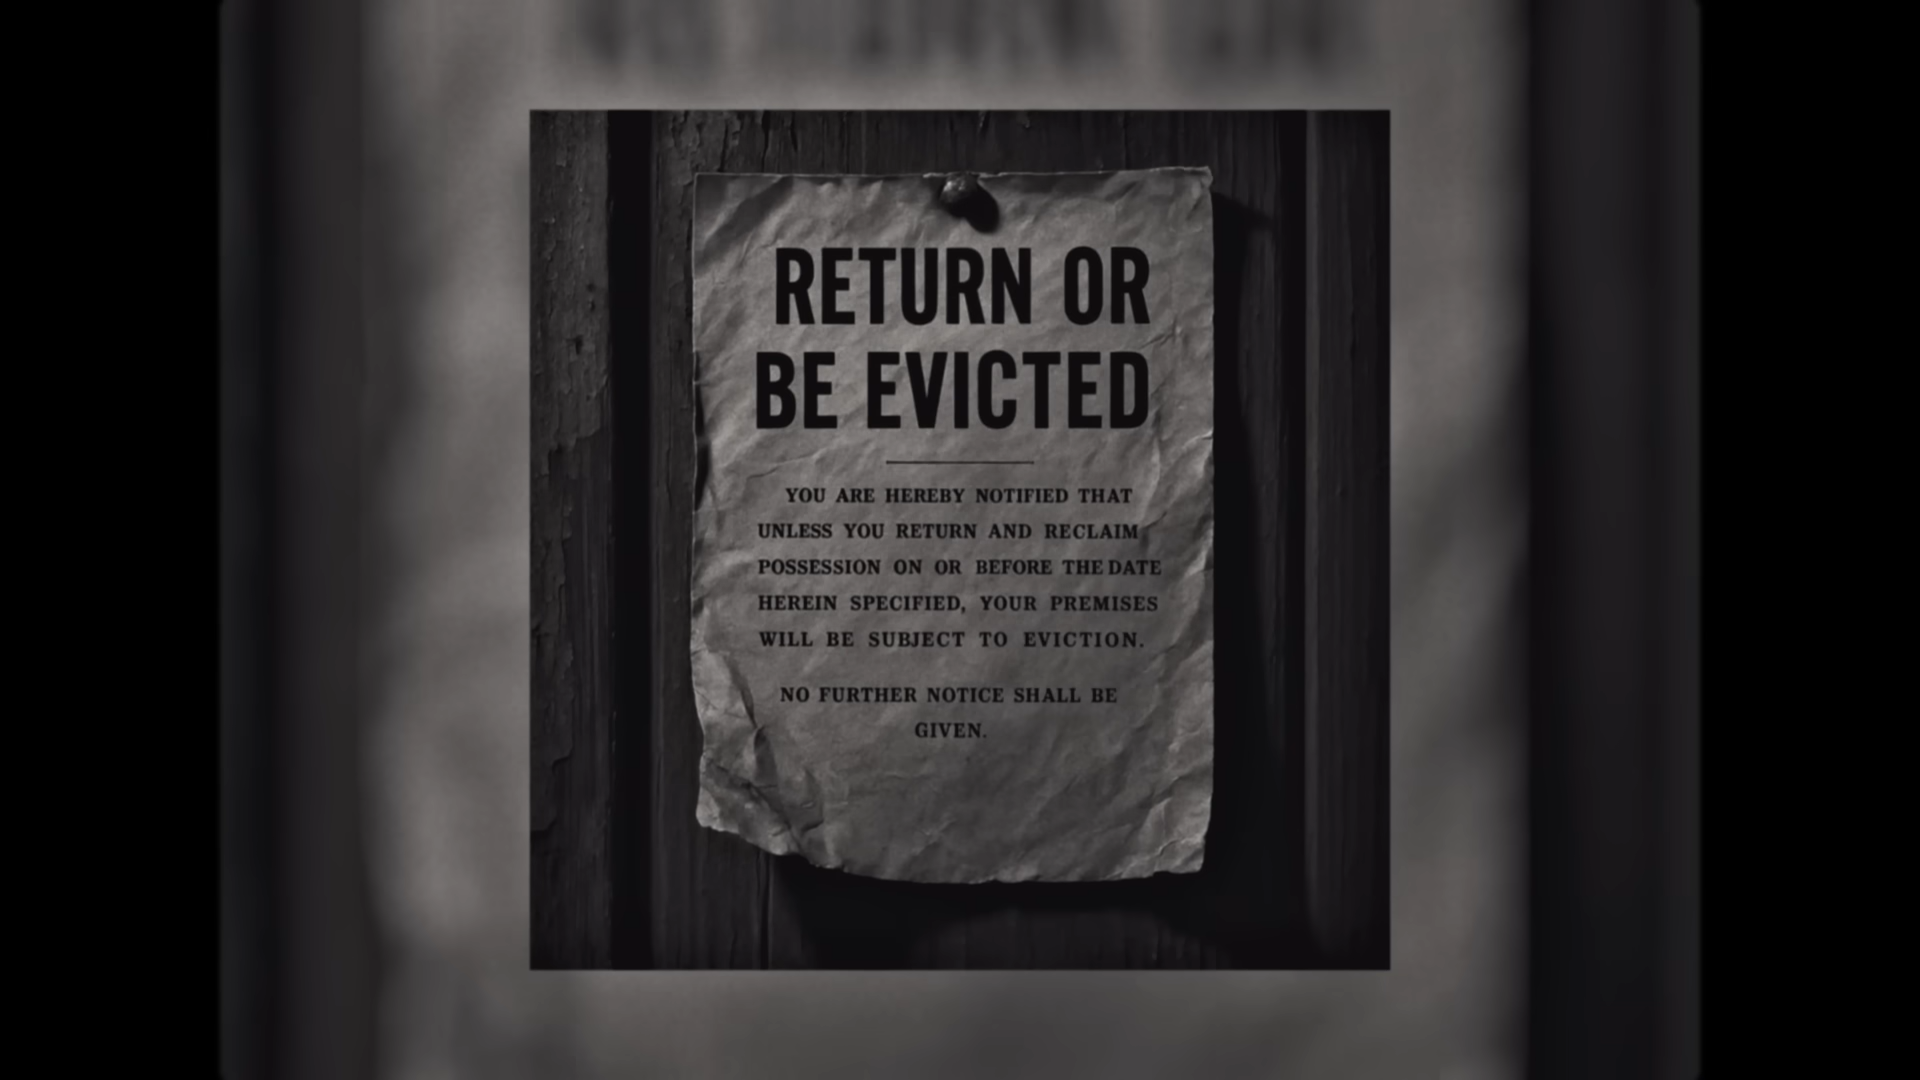 RETURN OR
BE EVICTED
YOU ARE HEREBY NOTIFIED THAT
UNLESS YOU RETURN AND RECLAIM
POSSESSION ON OR BEFORE THE DATE
HEREIN SPECIFIED, YOUR PREMISES
WILL BE SUBJECT TO EVICTION.
NO FURTHER NOTICE SHALL BE
GIVEN.